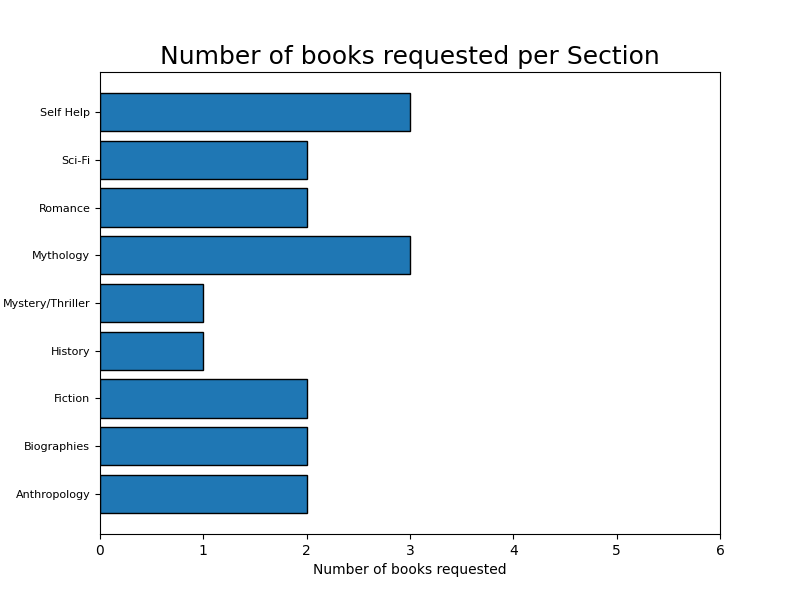 Number of books requested per Section
Self Help
Sci-Fi
Romance
Mythology
Mystery/Thriller
History
Fiction
Biographies
Anthropology
0 1 2 3 4 5 6
Number of books requested